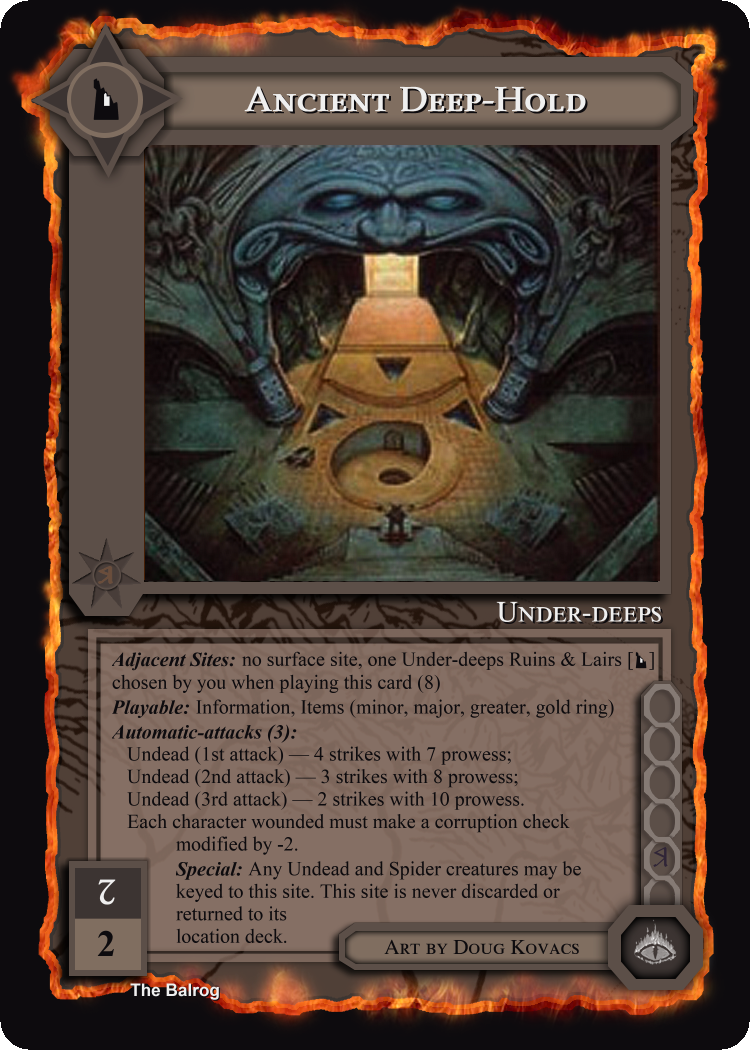 Ancient Deep-Hold
Under-deeps
Adjacent Sites: no surface site, one Under-deeps Ruins & Lairs [ ]
chosen by you when playing this card (8)
Playable: Information, Items (minor, major, greater, gold ring)
Automatic-attacks (3):
Undead (1st attack) — 4 strikes with 7 prowess;
Undead (2nd attack) — 3 strikes with 8 prowess;
Undead (3rd attack) — 2 strikes with 10 prowess.
Each character wounded must make a corruption check
modified by -2.
Special: Any Undead and Spider creatures may be
keyed to this site. This site is never discarded or
returned to its
location deck.
2
Art by Doug Kovacs
The Balrog